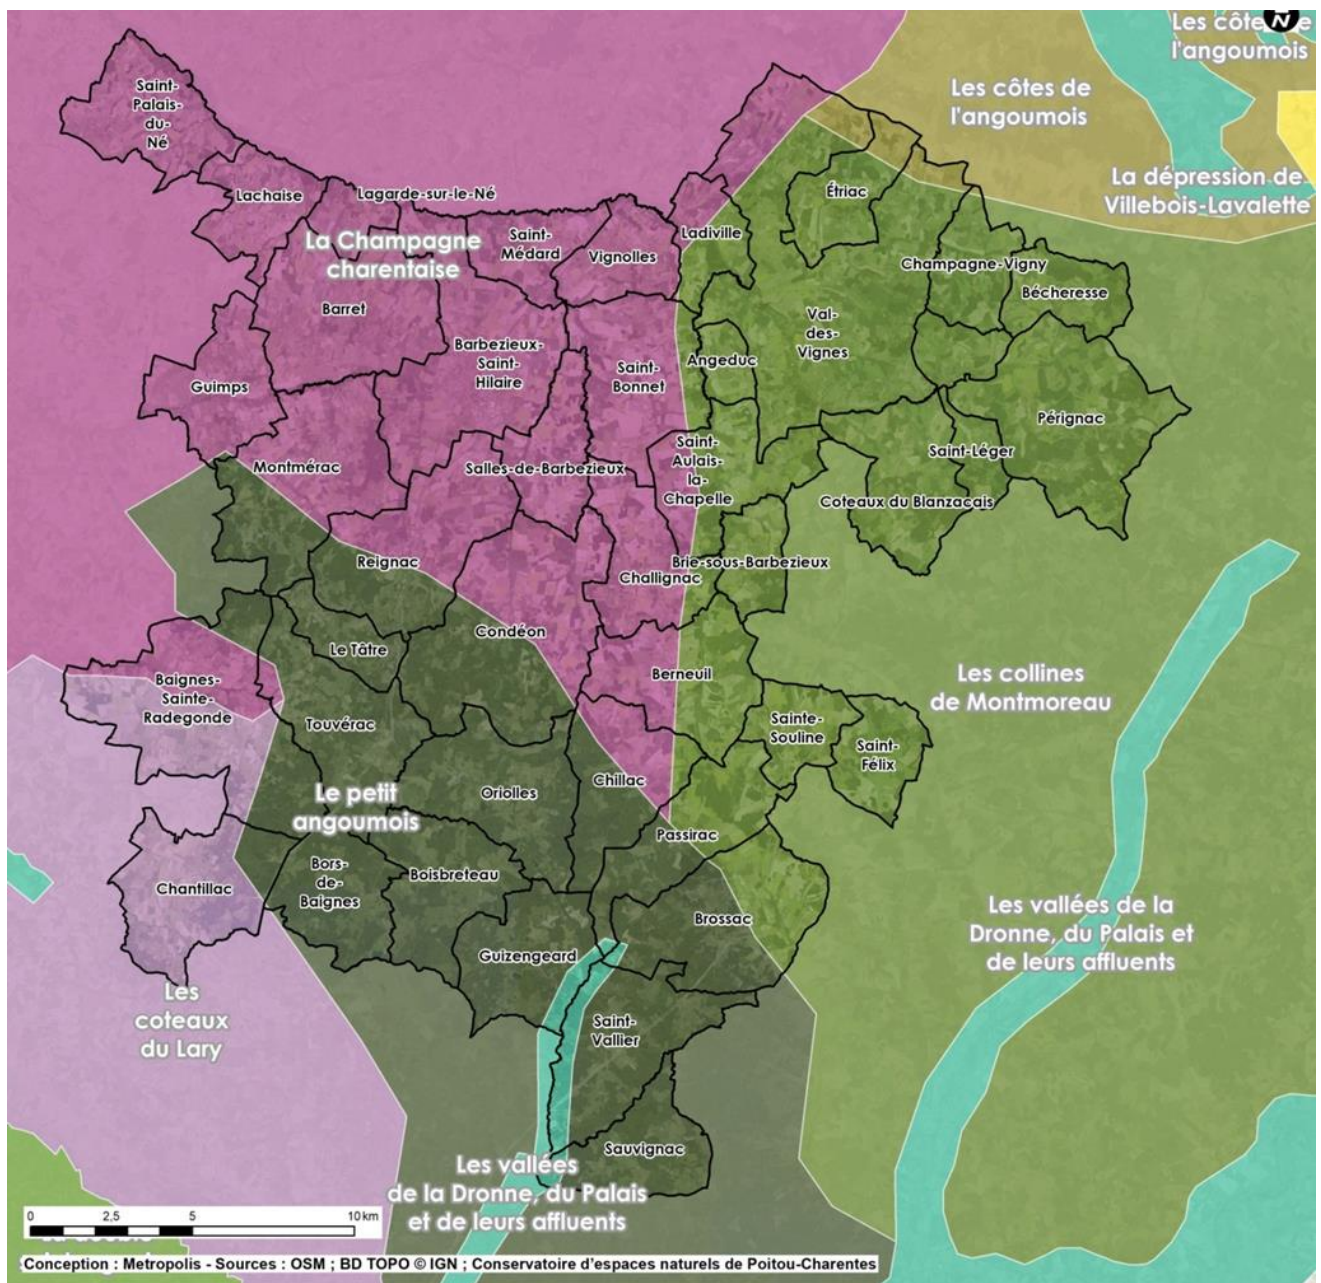 Les côte
e
N
l'angoumois
Les côtes de
l'angoumois
La dépression de
Villebois-Lavalette
Saint-
Palais-
du-
Né
Lachaise
Lagarde-sur-le-Né
Étriac
La Champagne
charentaise
Saint-
Médard
Vignolles
Ladiville
Champagne-Vigny
Bécheresse
Barret
Barbezieux-
Saint-
Hilaire
Val-
des-
Vignes
Guimps
Saint-
Bonnet
Angeduc
Pérignac
Montmérac
Salles-de-Barbezieux
Saint-
Aulais-
la-
Chapelle
Saint-Léger
Coteaux du Blanzacais
Reignac
Challignac
Brie-sous-Barbezieux
Condéon
Le Tâtre
Berneuil
Les collines
de Montmoreau
Baignes-
Sainte-
Radegonde
Touvérac
Sainte-
Souline
Saint-
Félix
Le petit
angoumois
Oriolles
Chillac
Passirac
Chantillac
Bors-
de-
Baignes
Boisbreteau
Brossac
Les vallées de la
Dronne, du Palais et
de leurs affluents
Guizengeard
Les
coteaux
du Lary
Saint-
Vallier
Sauvignac
Les vallées
de la Dronne, du Palais
et de leurs affluents
0 2,5 5 10 km
Conception : Metropolis - Sources : OSM ; BD TOPO © IGN ; Conservatoire d'espaces naturels de Poitou-Charentes